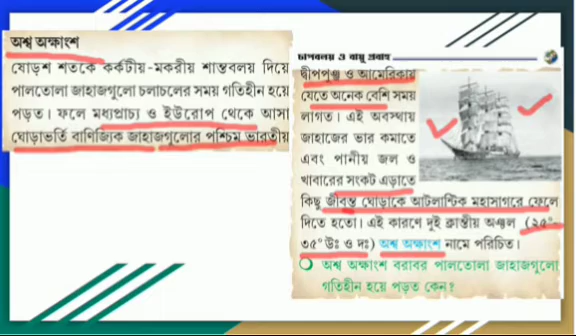 অশ্ব অক্ষাংশ
ষোড়শ শতকে কর্কটীয়-মকরীয় শান্তবলয় দিয়ে
পালতোলা জাহাজগুলো চলাচলের সময় গতিহীন হয়ে
পড়ত। ফলে মধ্যপ্রাচ্য ও ইউরোপ থেকে আসা
ঘোড়াভর্তি বাণিজ্যিক জাহাজগুলোর পশ্চিম ভারতীয়
চাপবলয় ও বায়ু প্রবাহ
দ্বীপপুঞ্জ ও আমেরিকায়
যেতে অনেক বেশি সময়
লাগত। এই অবস্থায়
জাহাজের ভার কমাতে
এবং পানীয় জল ও
খাবারের সংকট এড়াতে
কিছু জীবন্ত ঘোড়াকে আটলান্টিক মহাসাগরে ফেলে
দিতে হতো। এই কারণে দুই ক্রান্তীয় অঞ্চল (২৫°-
৩৫° উঃ ও দঃ) অশ্ব অক্ষাংশ নামে পরিচিত।
অশ্ব অক্ষাংশ বরাবর পালতোলা জাহাজগুলো
গতিহীন হয়ে পড়ত কেন?